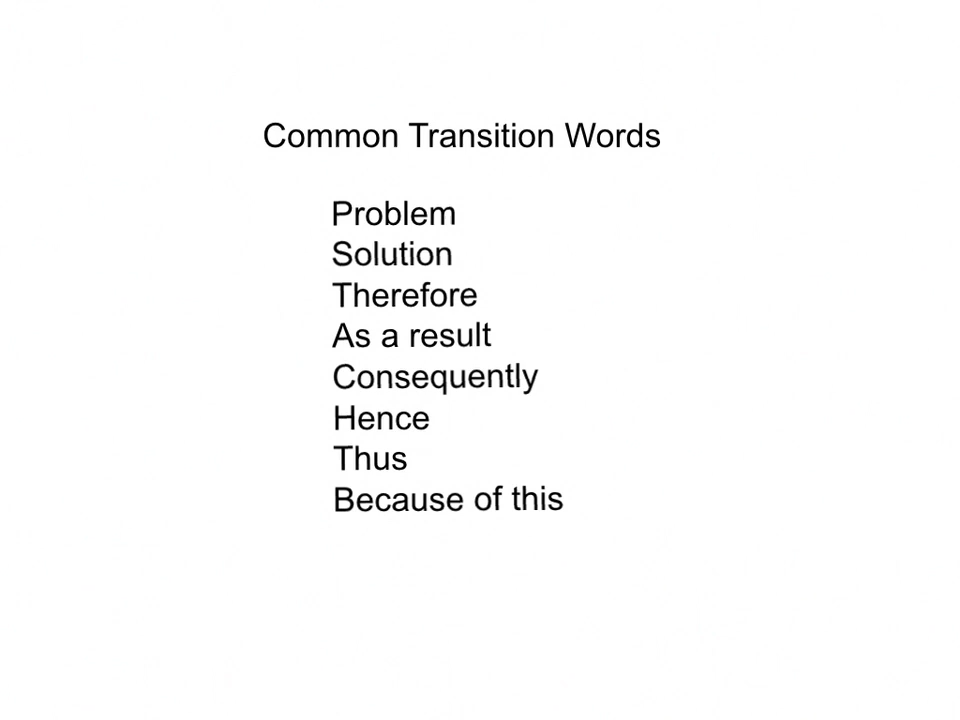 Common Transition Words
Problem
Solution
Therefore
As a result
Consequently
Hence
Thus
Because of this